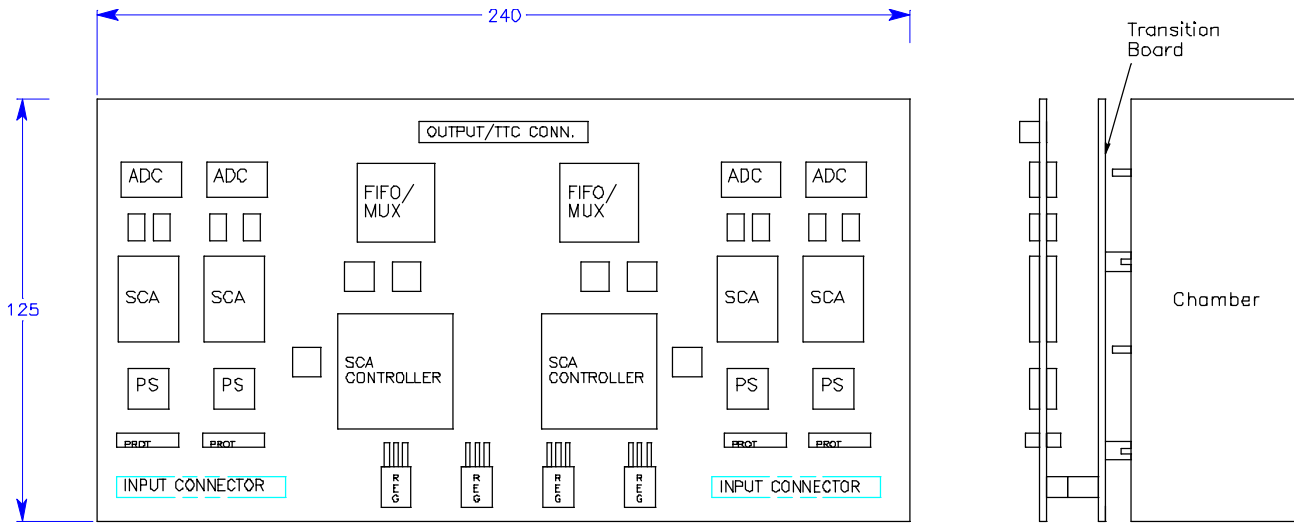 240
Transition
Board
OUTPUT/TTC CONN.
ADC ADC FIFO/ FIFO/ ADC ADC
MUX MUX
SCA SCA SCA SCA
Chamber
125
SCA SCA
CONTROLLER CONTROLLER
PS PS PS PS
PROT PROT PROT PROT
INPUT CONNECTOR REG REG REG REG INPUT CONNECTOR